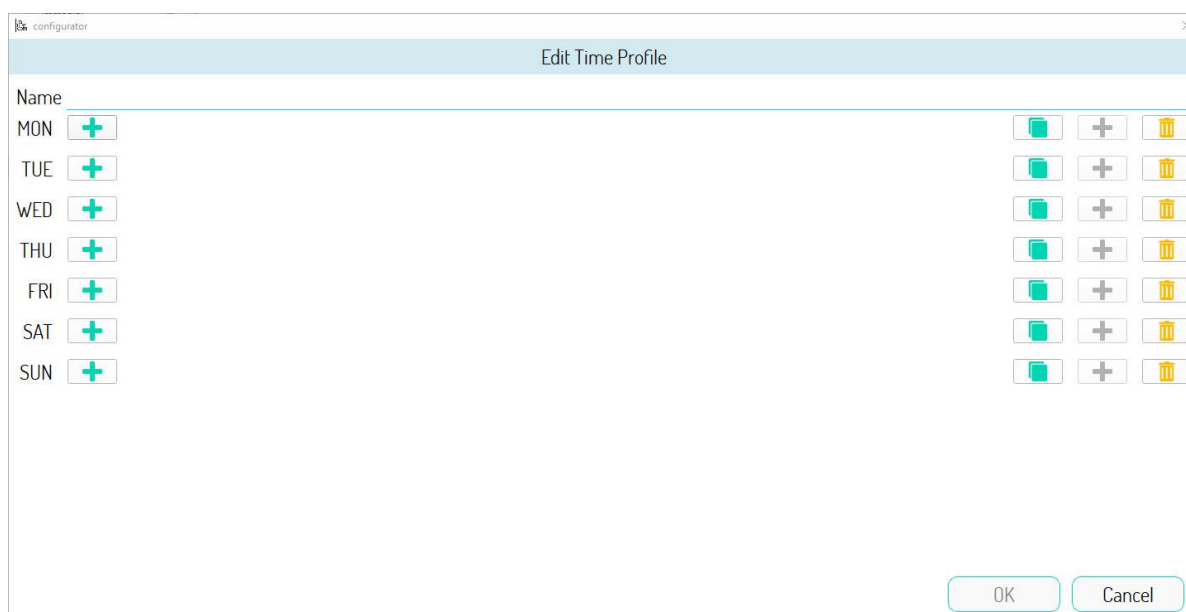 configurator
Edit Time Profile
Name
MON
TUE
WED
THU
FRI
SAT
SUN
OK Cancel